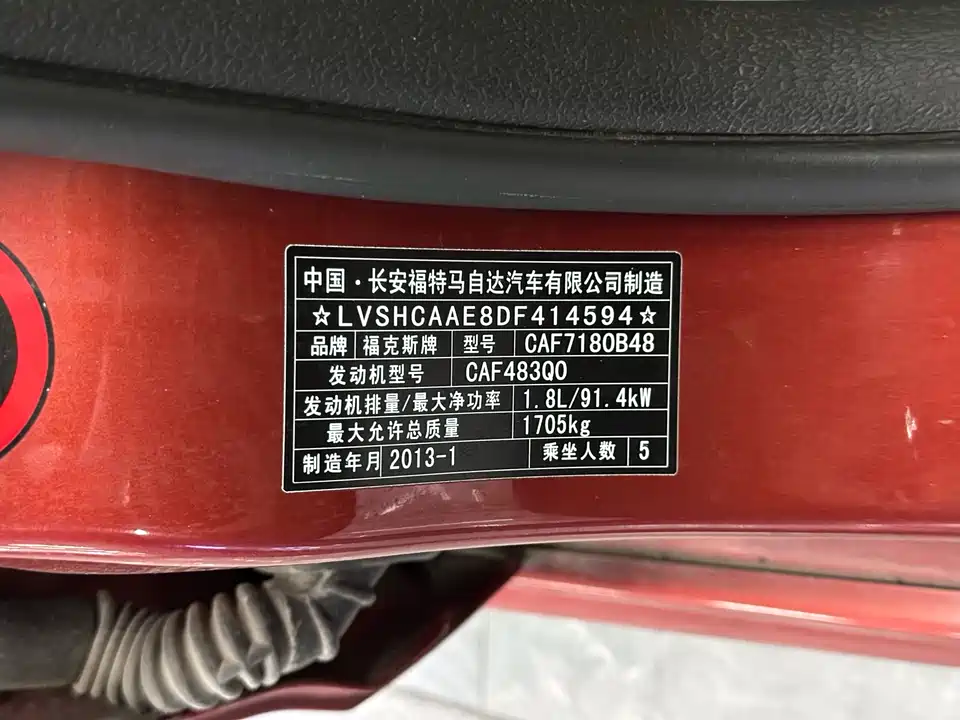 中国·长安福特马自达汽车有限公司制造
☆LVSHCAAE8DF414594☆
品牌 福克斯牌 型号 CAF7180B48
发动机型号 CAF483Q0
发动机排量/最大净功率 1.8L/91.4kW
最大允许总质量 1705kg
制造年月 2013-1 乘坐人数 5